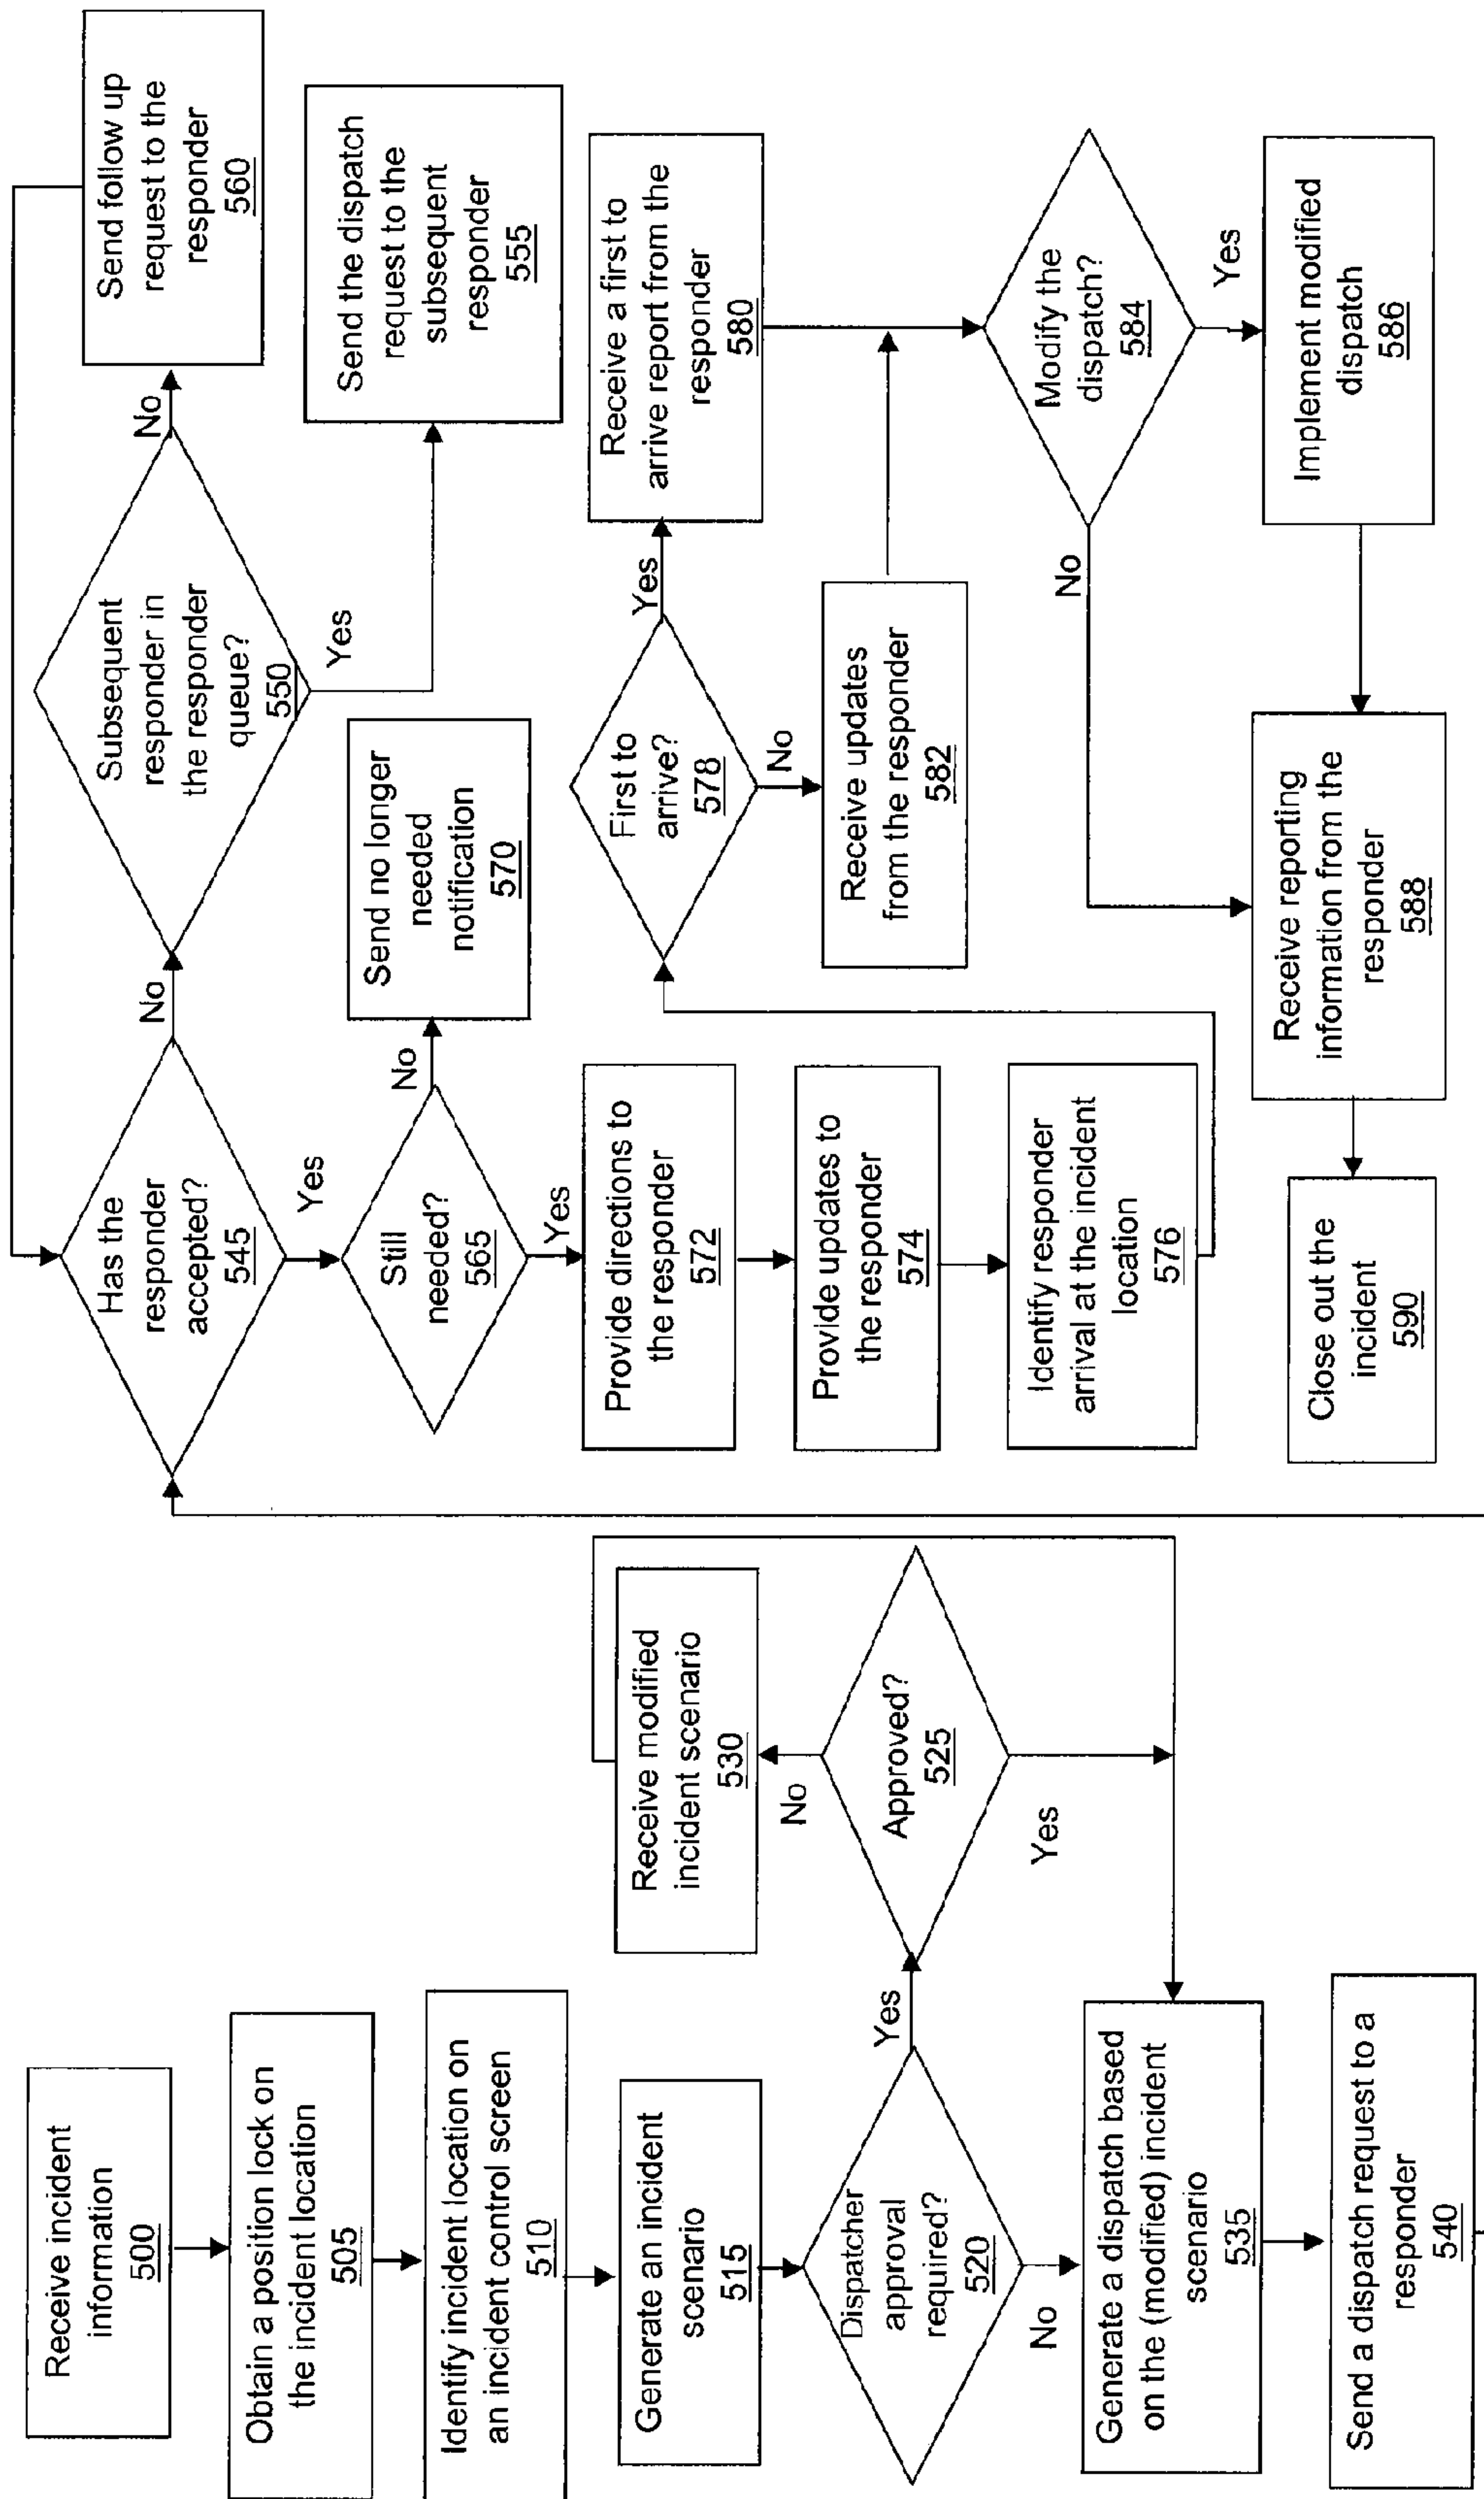 Receive incident
information
500
Obtain a position lock on
the incident location
505
Identify incident location on
an incident control screen
510
Generate an incident
scenario
515
Dispatcher
approval
required?
520
Yes
No
Approved?
525
No
Yes
Receive modified
incident scenario
530
Generate a dispatch based
on the (modified) incident
scenario
535
Send a dispatch request to a
responder
540
Has the
responder
accepted?
545
No
Yes
Subsequent
responder in
the responder
queue?
550
No
Yes
Send follow up
request to the
responder
560
Send the dispatch
request to the
subsequent
responder
555
Still
needed?
565
No
Yes
Send no longer
needed
notification
570
Provide directions to
the responder
572
Provide updates to
the responder
574
Identify responder
arrival at the incident
location
576
First to
arrive?
578
Yes
No
Receive a first to
arrive report from the
responder
580
Receive updates
from the responder
582
Modify the
dispatch?
584
No
Yes
Implement modified
dispatch
586
Receive reporting
information from the
responder
588
Close out the
incident
590